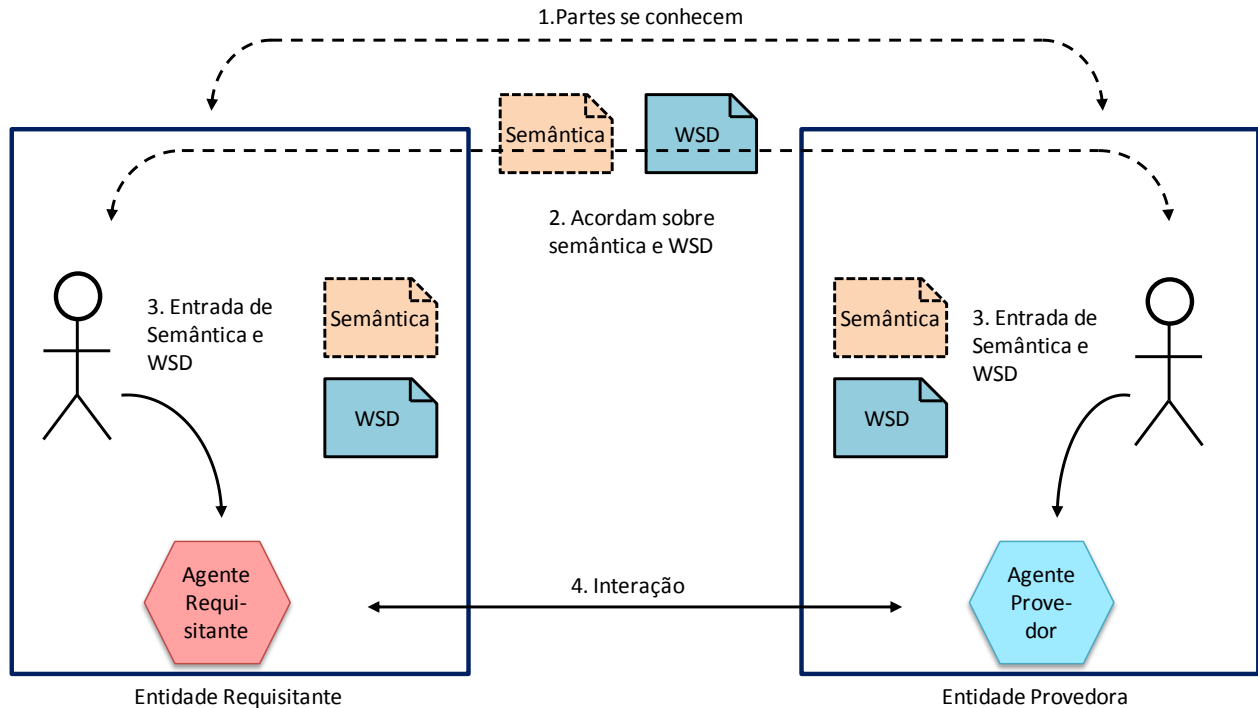 1.Partes se conhecem
Semântica
WSD
2. Acordam sobre
semântica e WSD
3. Entrada de
Semântica e
WSD
Semântica
WSD
Semântica
WSD
3. Entrada de
Semântica e
WSD
Agente
Requi-
sitante
4. Interação
Agente
Prove-
dor
Entidade Requisitante
Entidade Provedora